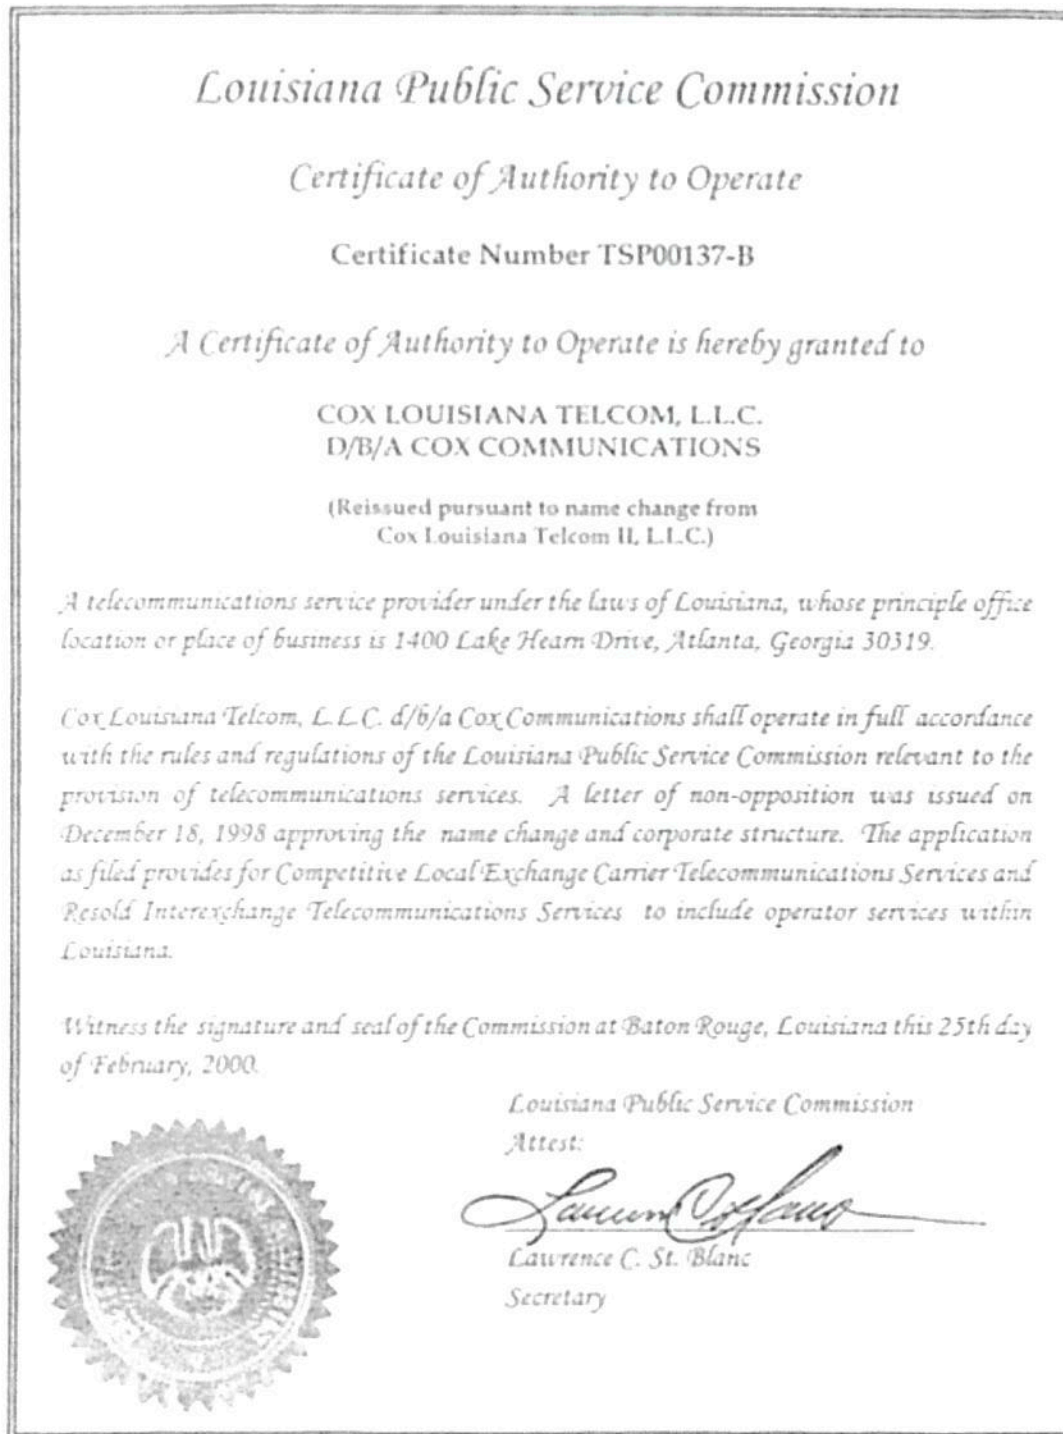 Louisiana Public Service Commission
Certificate of Authority to Operate
Certificate Number TSP00137-B
A Certificate of Authority to Operate is hereby granted to
COX LOUISIANA TELCOM, L.L.C.
D/B/A COX COMMUNICATIONS
(Reissued pursuant to name change from
Cox Louisiana Telcom II, L.L.C.)
A telecommunications service provider under the laws of Louisiana, whose principle office
location or place of business is 1400 Lake Hearn Drive, Atlanta, Georgia 30319.
Cox Louisiana Telcom, L.L.C. d/b/a Cox Communications shall operate in full accordance
with the rules and regulations of the Louisiana Public Service Commission relevant to the
provision of telecommunications services. A letter of non-opposition was issued on
December 18, 1998 approving the name change and corporate structure. The application
as filed provides for Competitive Local Exchange Carrier Telecommunications Services and
Resold Interexchange Telecommunications Services to include operator services within
Louisiana.
Witness the signature and seal of the Commission at Baton Rouge, Louisiana this 25th day
of February, 2000.
Louisiana Public Service Commission
Attest:
Lawrence C. St. Blanc
Secretary